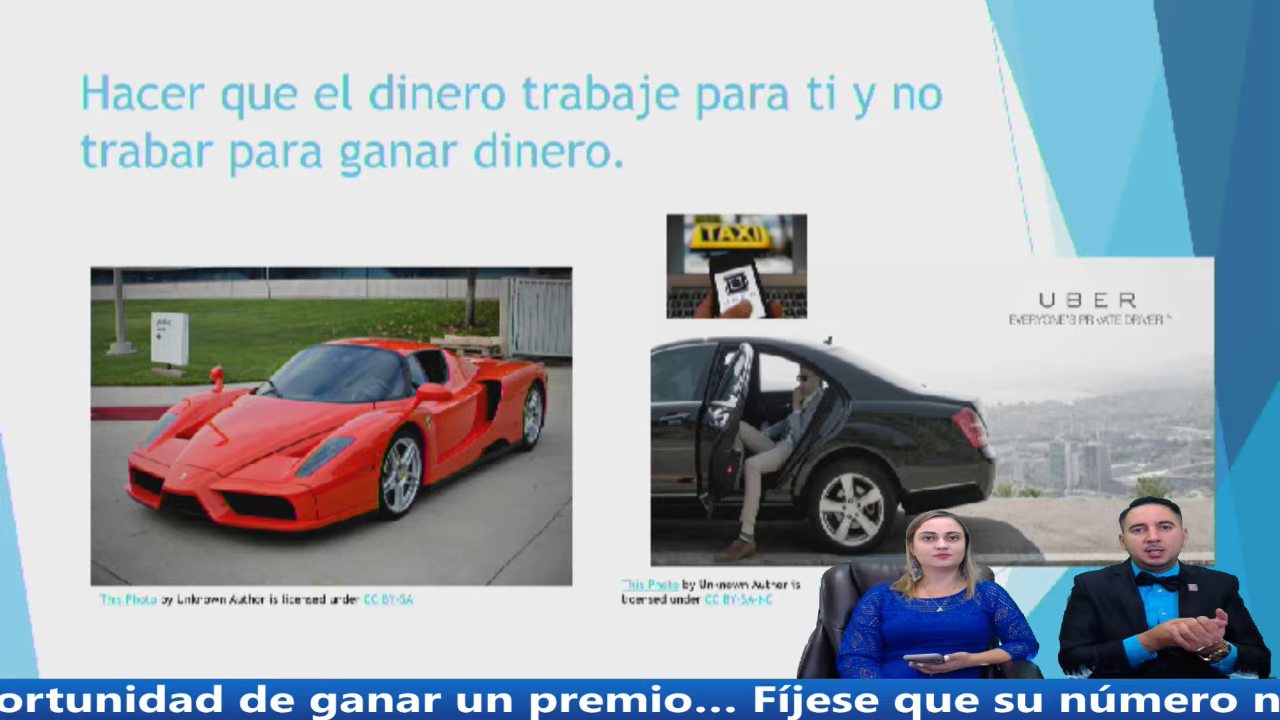 Hacer que el dinero trabaje para ti y no
trabar para ganar dinero.
TAXI
UBER
EVERYONE'S PRIVATE DRIVER™
This Photo by Unknown Author is licensed under CC BY-SA
This Photo by Unknown Author is
licensed under CC BY-SA-NC
ortunidad de ganar un premio... Fíjese que su número n